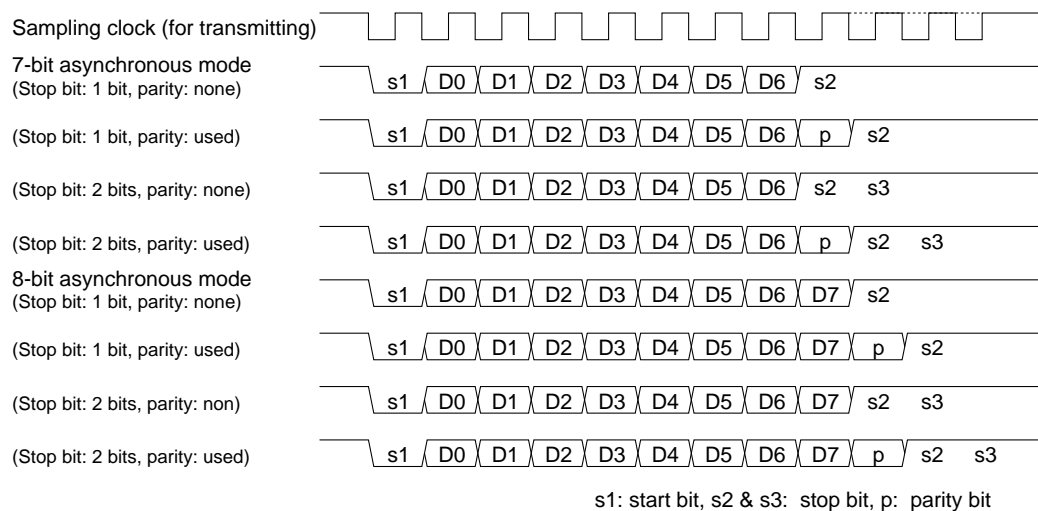 Sampling clock (for transmitting)
7-bit asynchronous mode
(Stop bit: 1 bit, parity: none) s1 D0 D1 D2 D3 D4 D5 D6 s2
(Stop bit: 1 bit, parity: used) s1 D0 D1 D2 D3 D4 D5 D6 p s2
(Stop bit: 2 bits, parity: none) s1 D0 D1 D2 D3 D4 D5 D6 s2 s3
(Stop bit: 2 bits, parity: used) s1 D0 D1 D2 D3 D4 D5 D6 p s2 s3
8-bit asynchronous mode
(Stop bit: 1 bit, parity: none) s1 D0 D1 D2 D3 D4 D5 D6 D7 s2
(Stop bit: 1 bit, parity: used) s1 D0 D1 D2 D3 D4 D5 D6 D7 p s2
(Stop bit: 2 bits, parity: non) s1 D0 D1 D2 D3 D4 D5 D6 D7 s2 s3
(Stop bit: 2 bits, parity: used) s1 D0 D1 D2 D3 D4 D5 D6 D7 p s2 s3
s1: start bit, s2 & s3: stop bit, p: parity bit